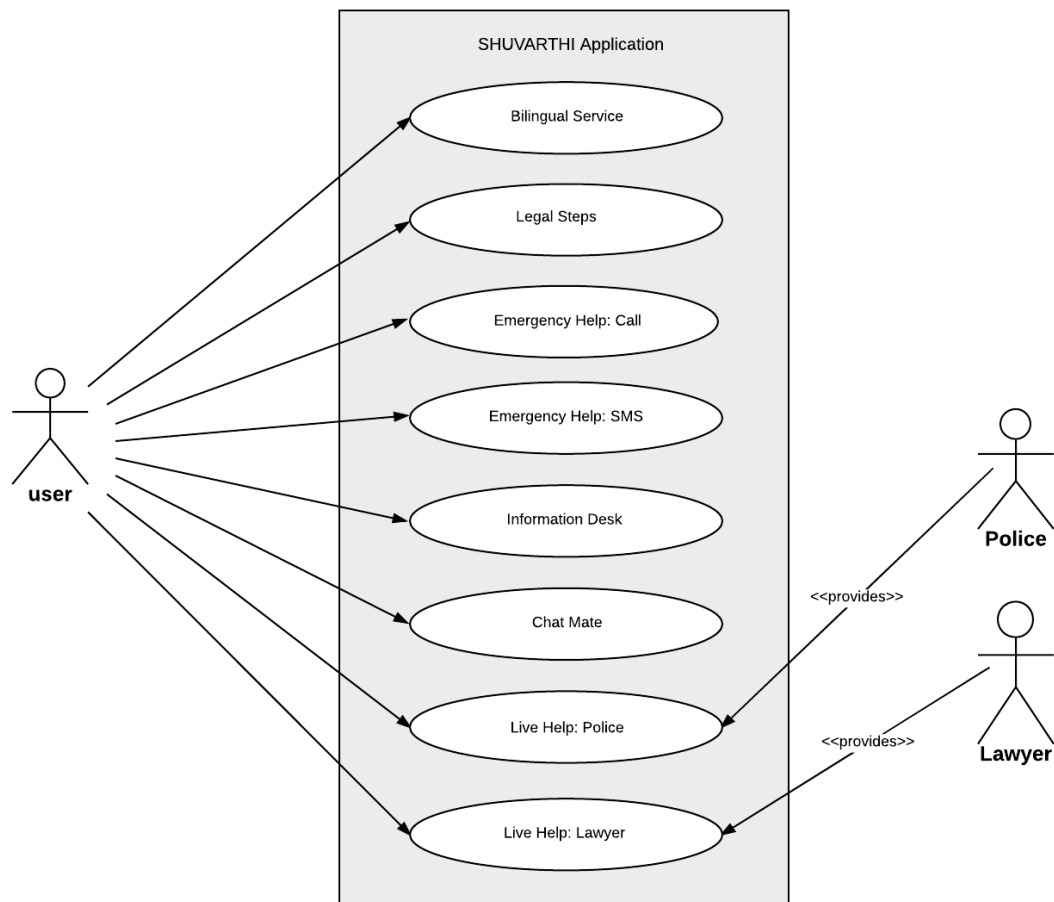 SHUVARTHI Application
Bilingual Service
Legal Steps
Emergency Help: Call
Emergency Help: SMS
user
Information Desk
Police
<<provides>>
Chat Mate
Live Help: Police
<<provides>>
Lawyer
Live Help: Lawyer